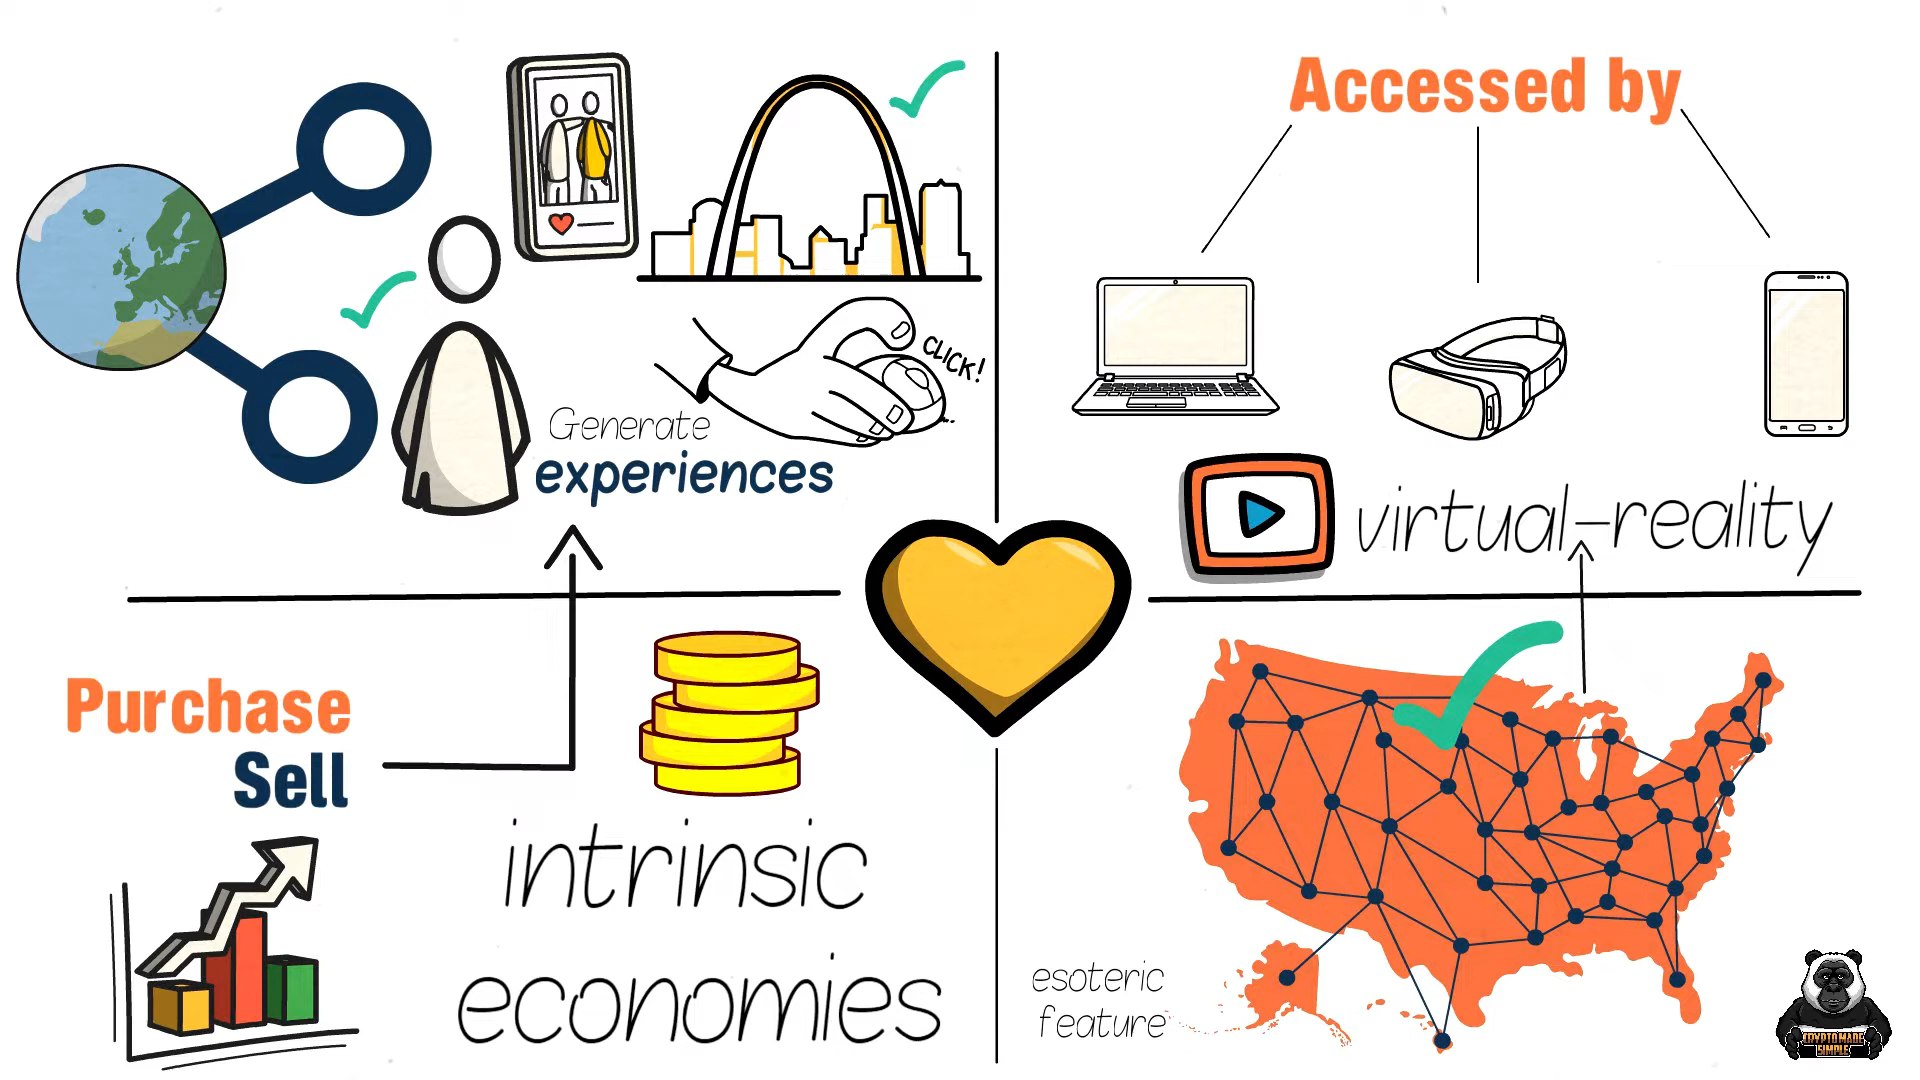 CLICK!
Generate
experiences
Accessed by
virtual-reality
Purchase
Sell
intrinsic
economies
esoteric
feature
CRYPTO MADE
SIMPLE